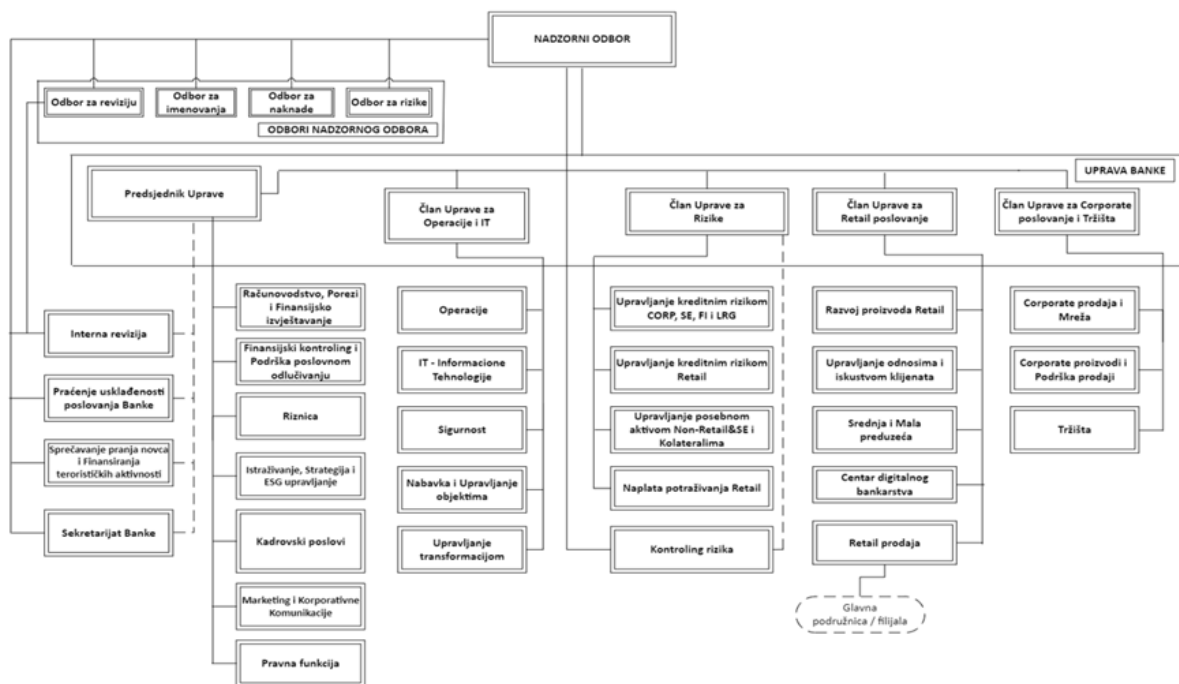 NADZORNI ODBOR
Odbor za reviziju
Odbor za
imenovanja
Odbor za
naknade
Odbor za rizike
ODBORI NADZORNOG ODBORA
UPRAVA BANKE
Predsjednik Uprave
Član Uprave za
Operacije i IT
Član Uprave za
Rizike
Član Uprave za
Retail poslovanje
Član Uprave za Corporate
poslovanje i Tržišta
Interna revizija
Praćenje usklađenosti
poslovanja Banke
Sprečavanje pranja novca
i Finansiranja
terorističkih aktivnosti
Sekretarijat Banke
Računovodstvo, Porezi
i Finansijsko
izvještavanje
Finansijski kontroling i
Podrška poslovnom
odlučivanju
Riznica
Istraživanje, Strategija i
ESG upravljanje
Kadrovski poslovi
Marketing i Korporativne
Komunikacije
Pravna funkcija
Operacije
IT - Informacione
Tehnologije
Sigurnost
Nabavka i Upravljanje
objektima
Upravljanje
transformacijom
Upravljanje kreditnim rizikom
CORP, SE, FI i LRG
Upravljanje kreditnim rizikom
Retail
Upravljanje posebnom
aktivom Non-Retail&SE i
Kolateralima
Naplata potraživanja Retail
Kontroling rizika
Razvoj proizvoda Retail
Upravljanje odnosima i
iskustvom klijenata
Srednja i Mala
preduzeća
Centar digitalnog
bankarstva
Retail prodaja
Glavna
podružnica / filijala
Corporate prodaja i
Mreža
Corporate proizvodi i
Podrška prodaji
Tržišta